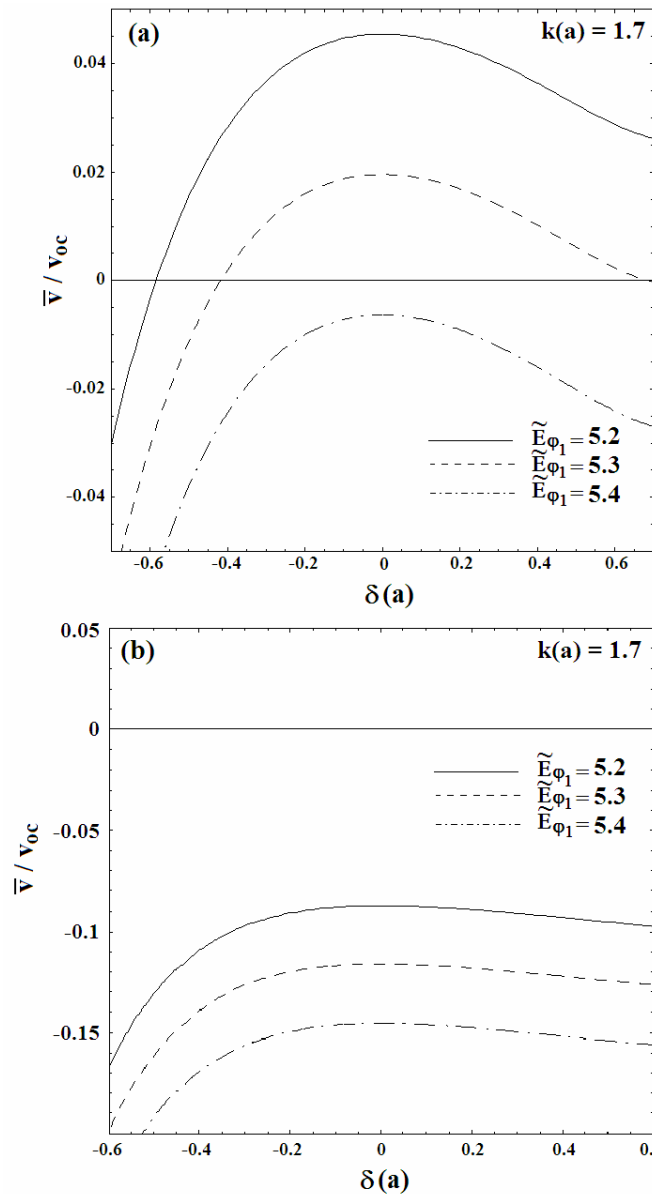 (a) k(a) = 1.7
0.04
0.02
0
-0.02
-0.04
v̅ / v₀c
Ẽφ₁ = 5.2
Ẽφ₁ = 5.3
Ẽφ₁ = 5.4
-0.6 -0.4 -0.2 0 0.2 0.4 0.6
δ(a)
(b) k(a) = 1.7
0.05
0
-0.05
-0.1
-0.15
v̅ / v₀c
Ẽφ₁ = 5.2
Ẽφ₁ = 5.3
Ẽφ₁ = 5.4
-0.6 -0.4 -0.2 0 0.2 0.4 0.
δ(a)